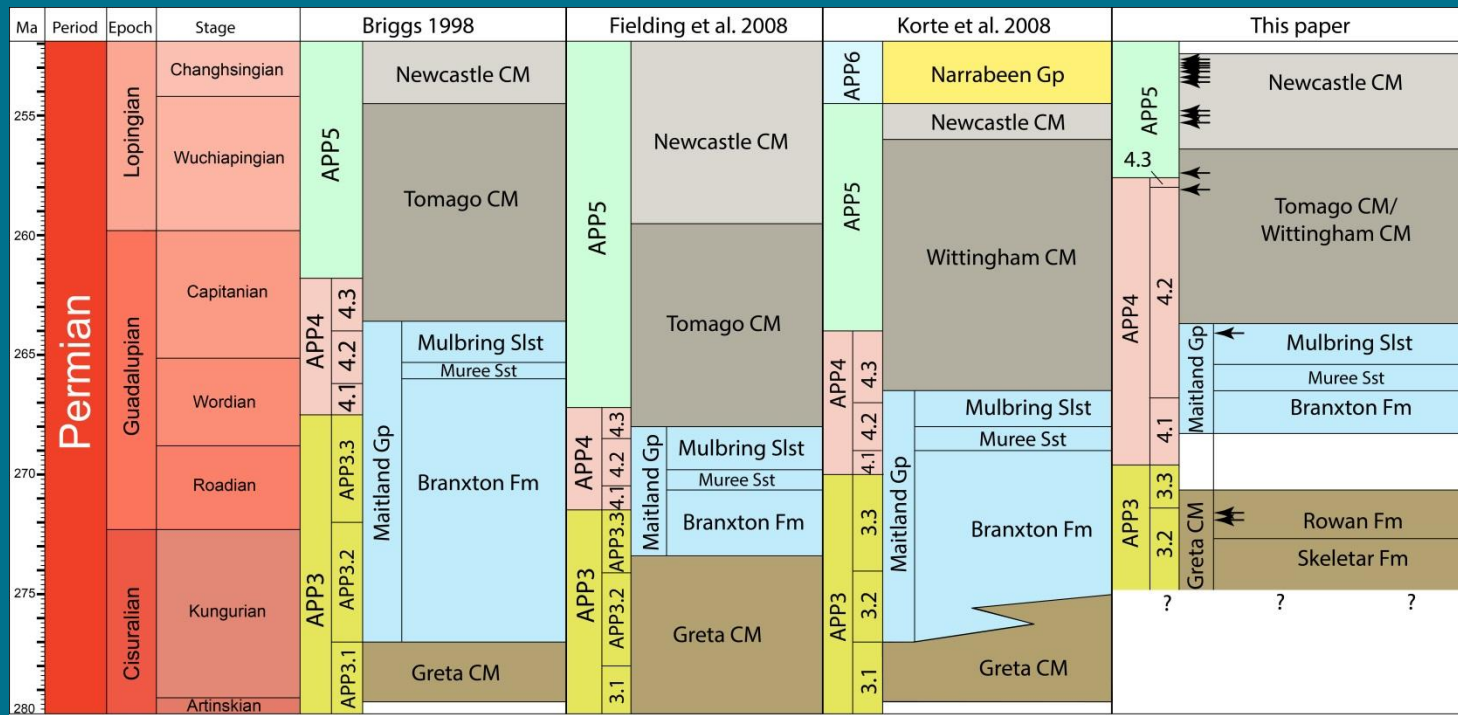 Ma
Period
Epoch
Stage
Briggs 1998
Fielding et al. 2008
Korte et al. 2008
This paper
255
260
265
270
275
280
Permian
Lopingian
Guadalupian
Cisuralian
Changhsingian
Wuchiapingian
Capitanian
Wordian
Roadian
Kungurian
Artinskian
APP5
APP4
4.3
4.2
4.1
APP3
APP3.3
APP3.2
APP3.1
Newcastle CM
Tomago CM
Maitland Gp
Mulbring Slst
Muree Sst
Branxton Fm
Greta CM
APP5
APP4
4.3
4.2
4.1
APP3
APP3.3
APP3.2
3.1
Newcastle CM
Tomago CM
Maitland Gp
Mulbring Slst
Muree Sst
Branxton Fm
Greta CM
APP6
APP5
APP4
4.3
4.2
4.1
APP3
3.3
3.2
3.1
Narrabeen Gp
Newcastle CM
Wittingham CM
Maitland Gp
Mulbring Slst
Muree Sst
Branxton Fm
Greta CM
APP5
4.3
APP4
4.2
4.1
APP3
3.3
3.2
Newcastle CM
Tomago CM/
Wittingham CM
Maitland Gp
Mulbring Slst
Muree Sst
Branxton Fm
Greta CM
Rowan Fm
Skeletar Fm
? ? ?